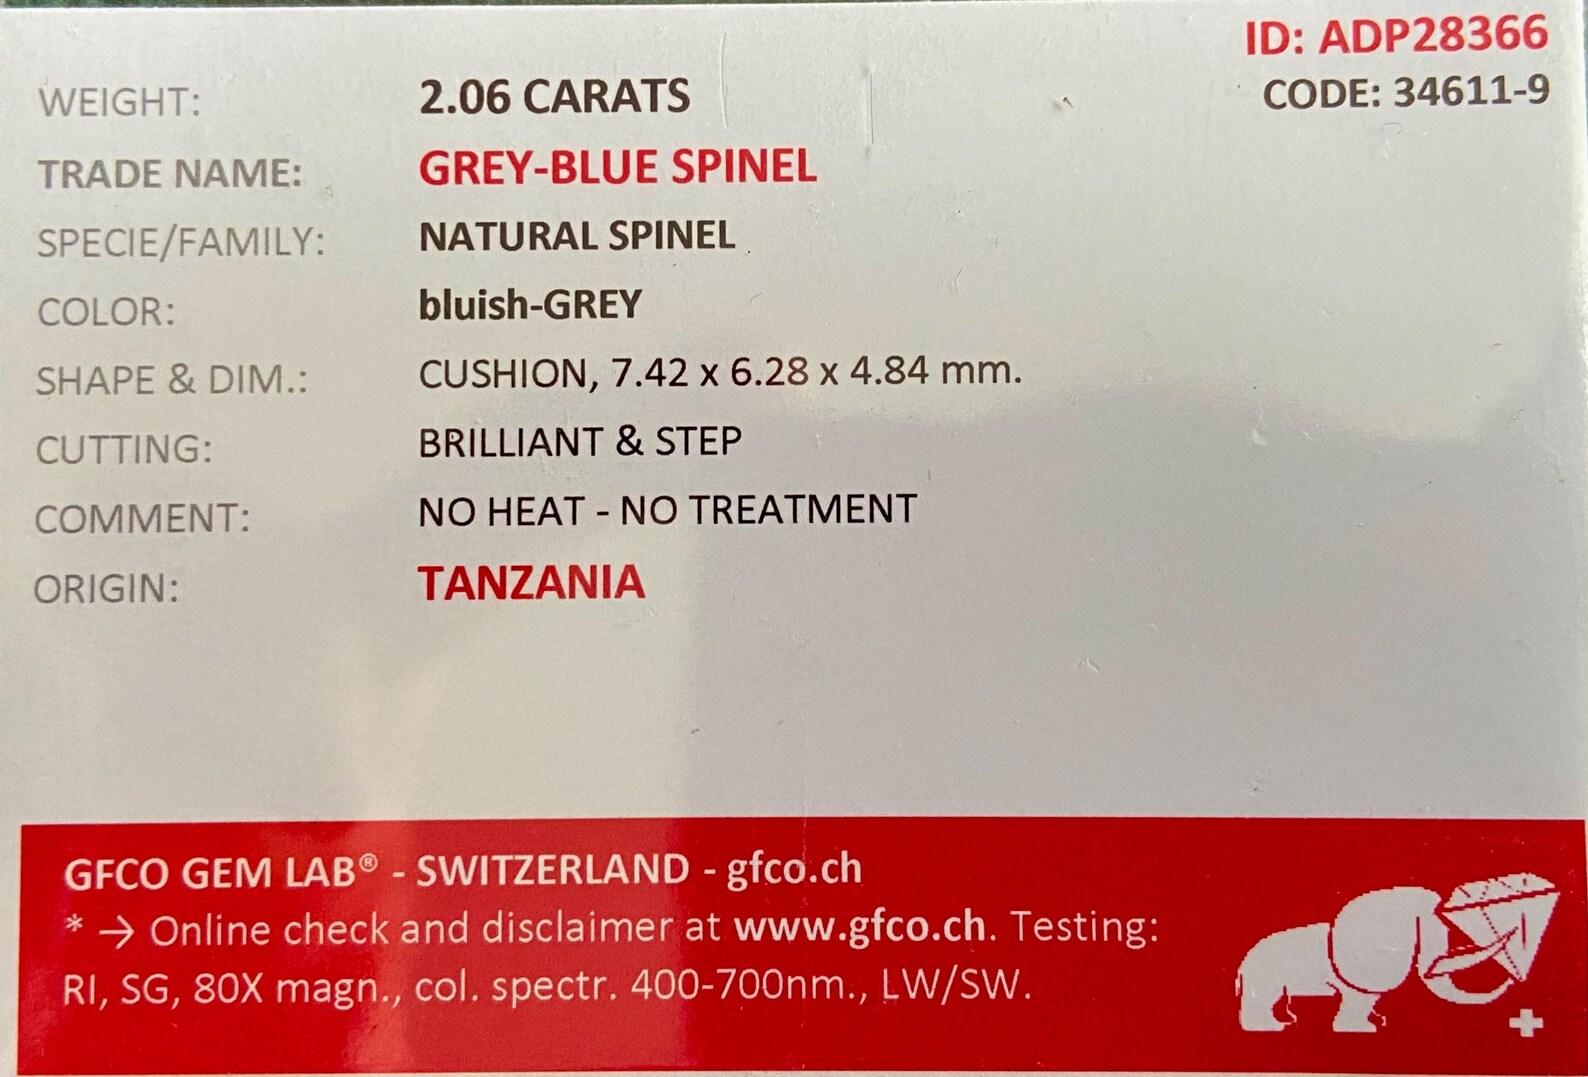 ID: ADP28366
CODE: 34611-9
WEIGHT: 2.06 CARATS
TRADE NAME: GREY-BLUE SPINEL
SPECIE/FAMILY: NATURAL SPINEL
COLOR: bluish-GREY
SHAPE & DIM.: CUSHION, 7.42 x 6.28 x 4.84 mm.
CUTTING: BRILLIANT & STEP
COMMENT: NO HEAT - NO TREATMENT
ORIGIN: TANZANIA
GFCO GEM LAB® - SWITZERLAND - gfco.ch
* → Online check and disclaimer at www.gfco.ch. Testing:
RI, SG, 80X magn., col. spectr. 400-700nm., LW/SW.